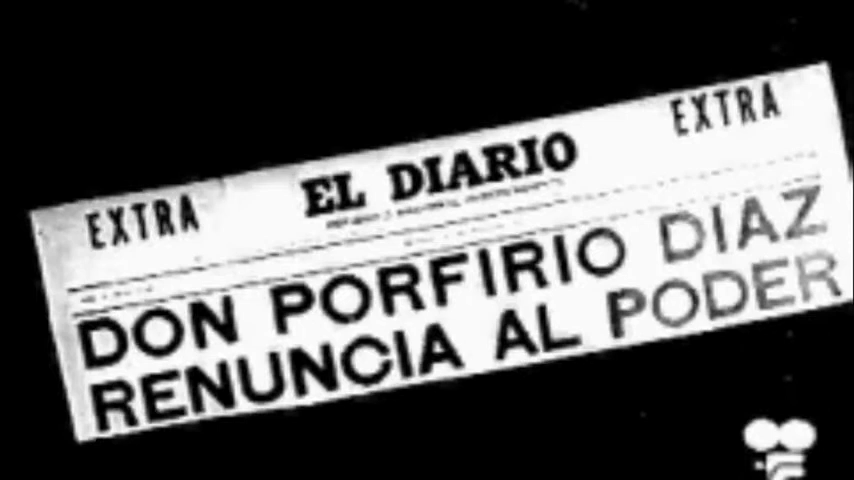 EXTRA EL DIARIO EXTRA
DON PORFIRIO DIAZ
RENUNCIA AL PODER